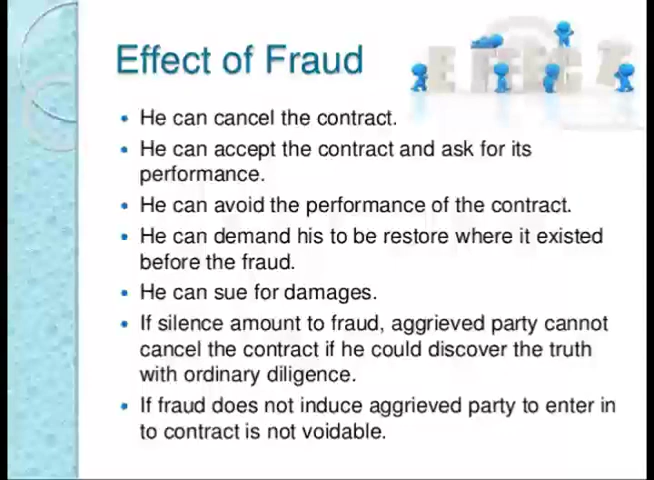 EFFECT
Effect of Fraud
• He can cancel the contract.
• He can accept the contract and ask for its
performance.
• He can avoid the performance of the contract.
• He can demand his to be restore where it existed
before the fraud.
• He can sue for damages.
• If silence amount to fraud, aggrieved party cannot
cancel the contract if he could discover the truth
with ordinary diligence.
• If fraud does not induce aggrieved party to enter in
to contract is not voidable.